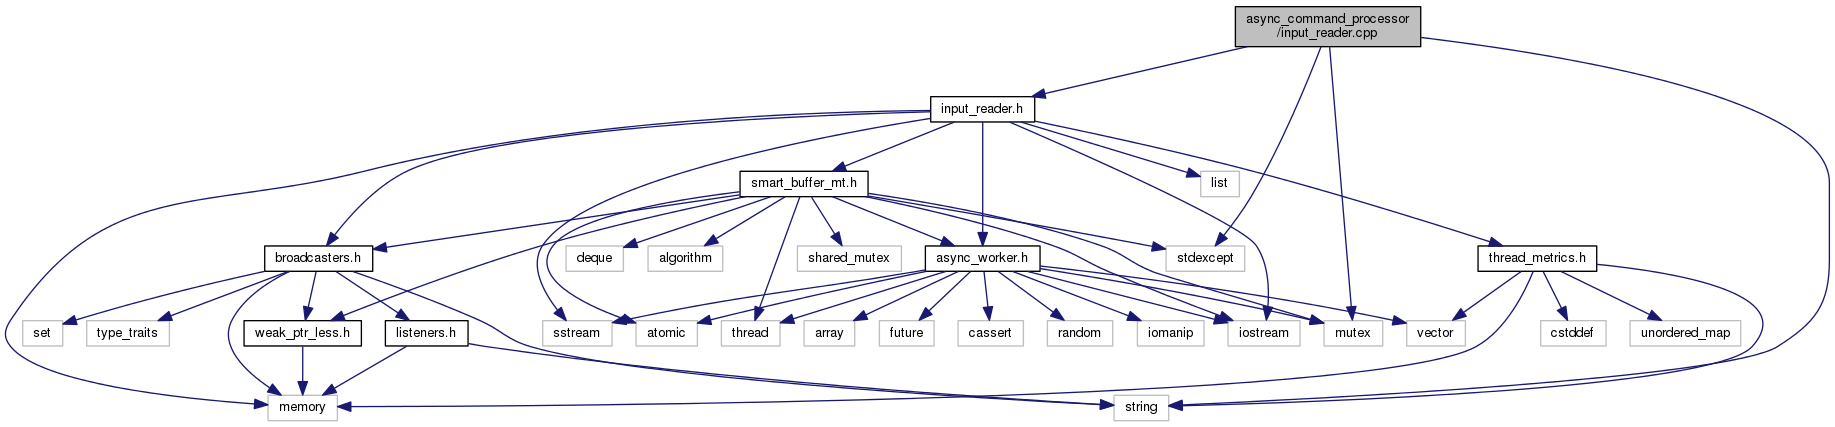 async_command_processor
/input_reader.cpp
input_reader.h
smart_buffer_mt.h
list
broadcasters.h
deque
algorithm
shared_mutex
async_worker.h
stdexcept
thread_metrics.h
set
type_traits
weak_ptr_less.h
listeners.h
sstream
atomic
thread
array
future
cassert
random
iomanip
iostream
mutex
vector
cstddef
unordered_map
memory
string